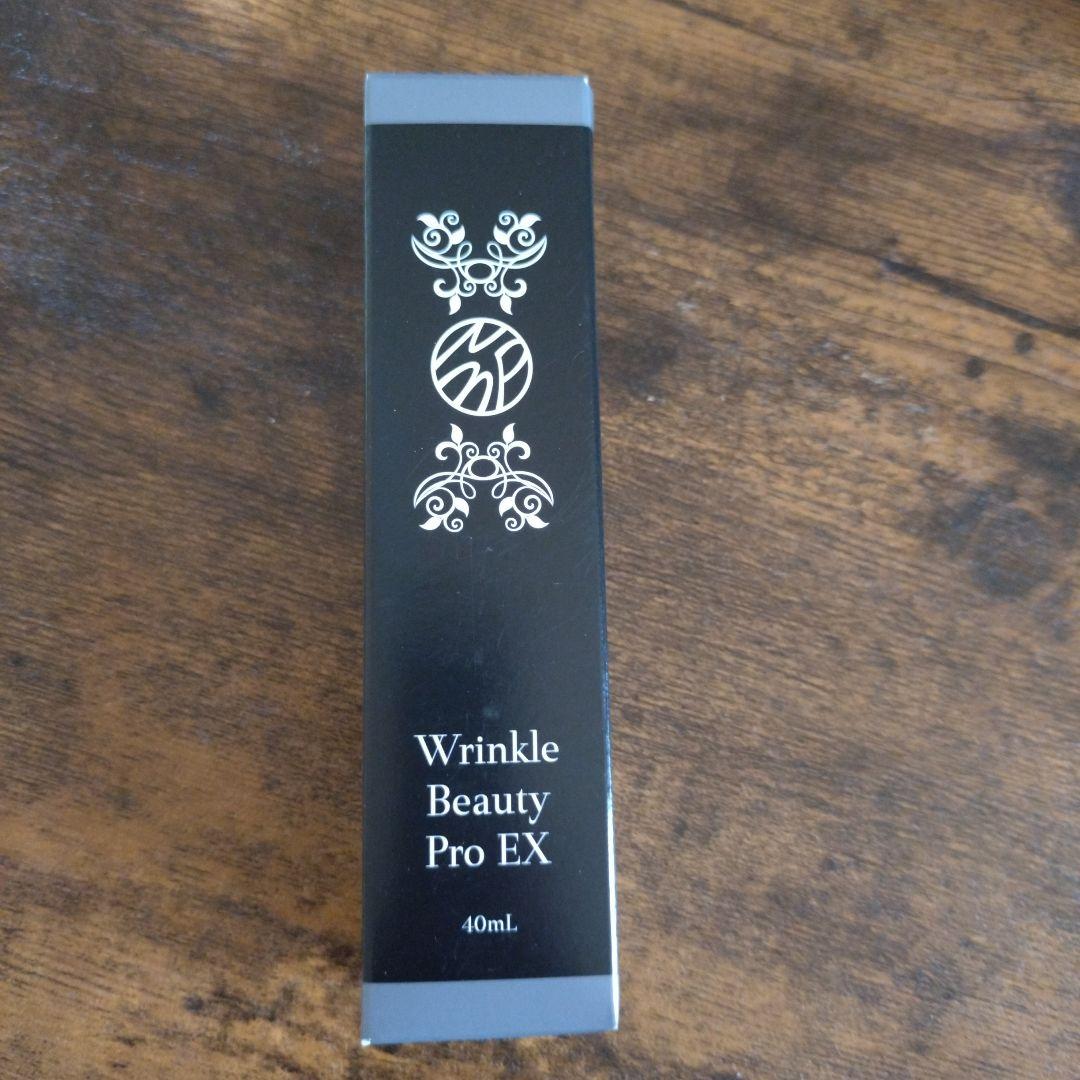 Wrinkle
Beauty
Pro EX
40mL